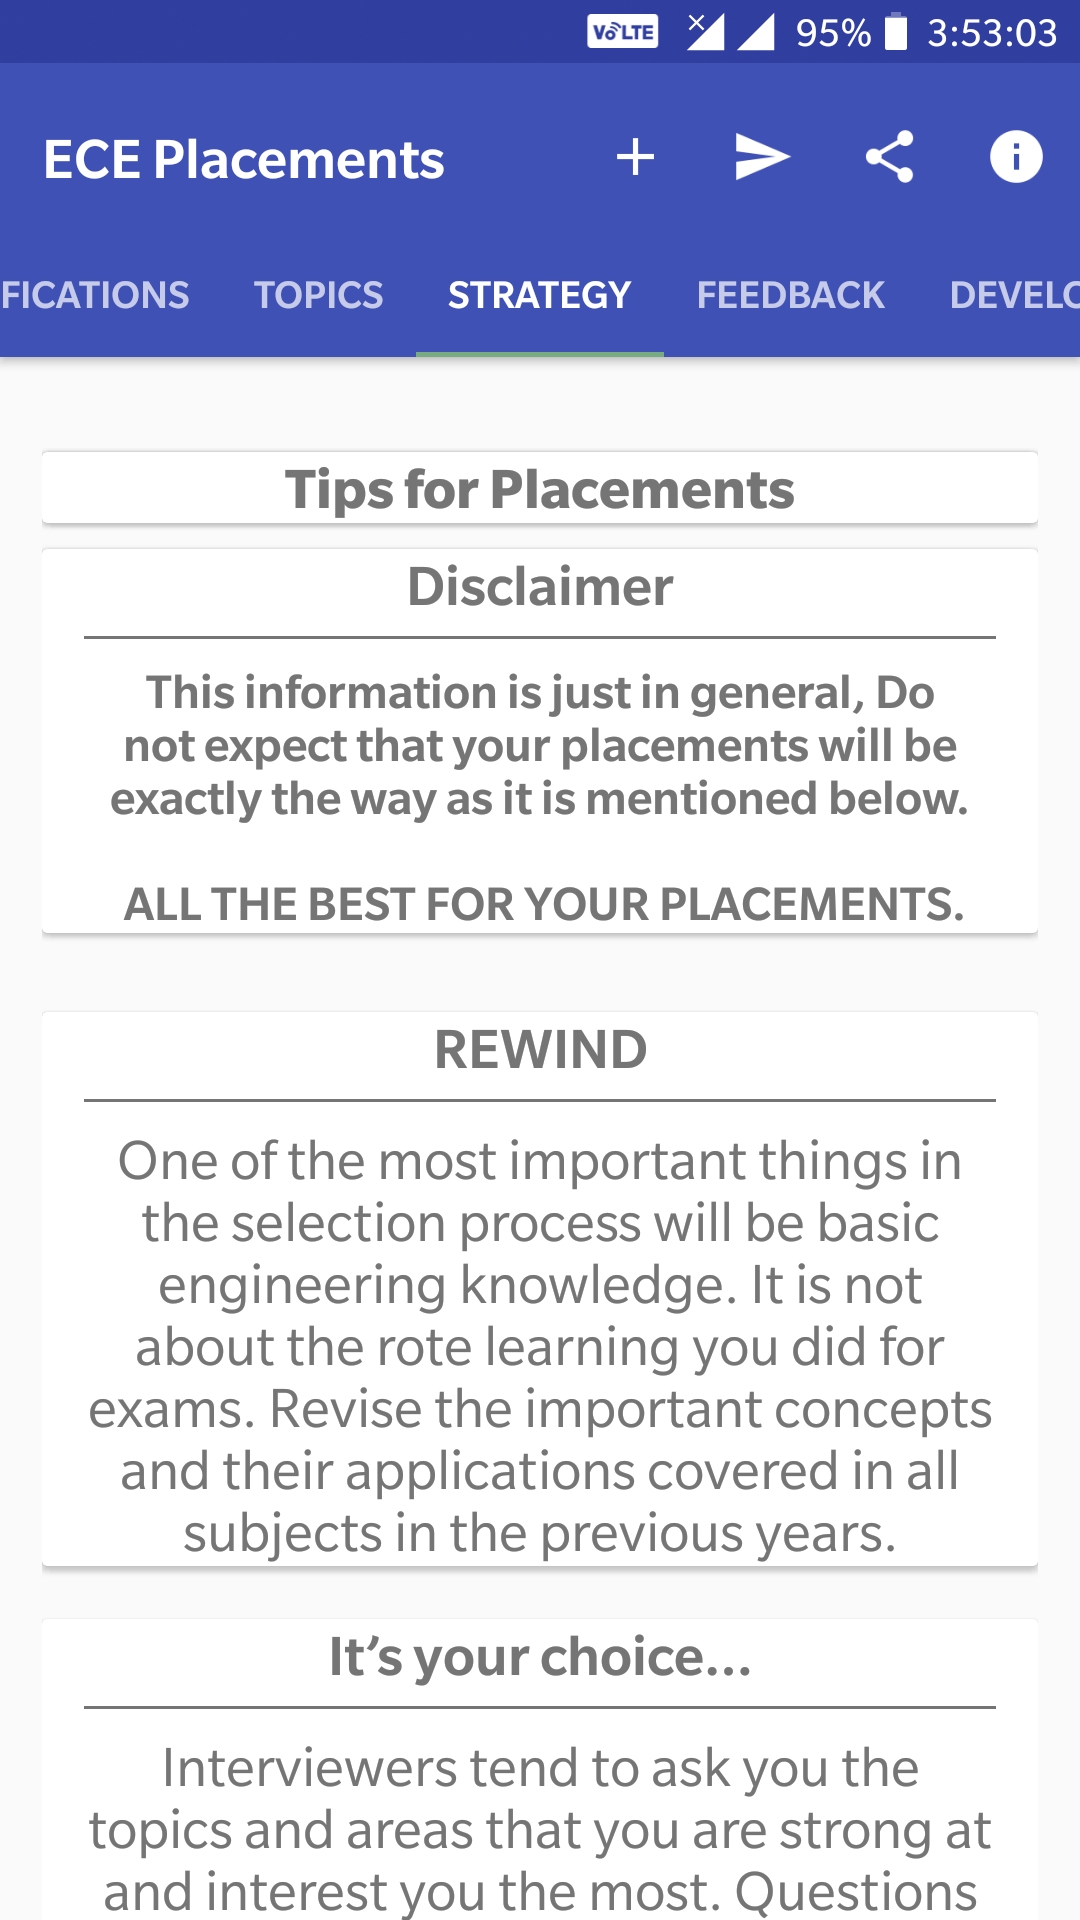 VoLTE 95% 3:53:03
ECE Placements
FICATIONS TOPICS STRATEGY FEEDBACK DEVELO
Tips for Placements
Disclaimer
This information is just in general, Do
not expect that your placements will be
exactly the way as it is mentioned below.
ALL THE BEST FOR YOUR PLACEMENTS.
REWIND
One of the most important things in
the selection process will be basic
engineering knowledge. It is not
about the rote learning you did for
exams. Revise the important concepts
and their applications covered in all
subjects in the previous years.
It’s your choice...
Interviewers tend to ask you the
topics and areas that you are strong at
and interest you the most. Questions